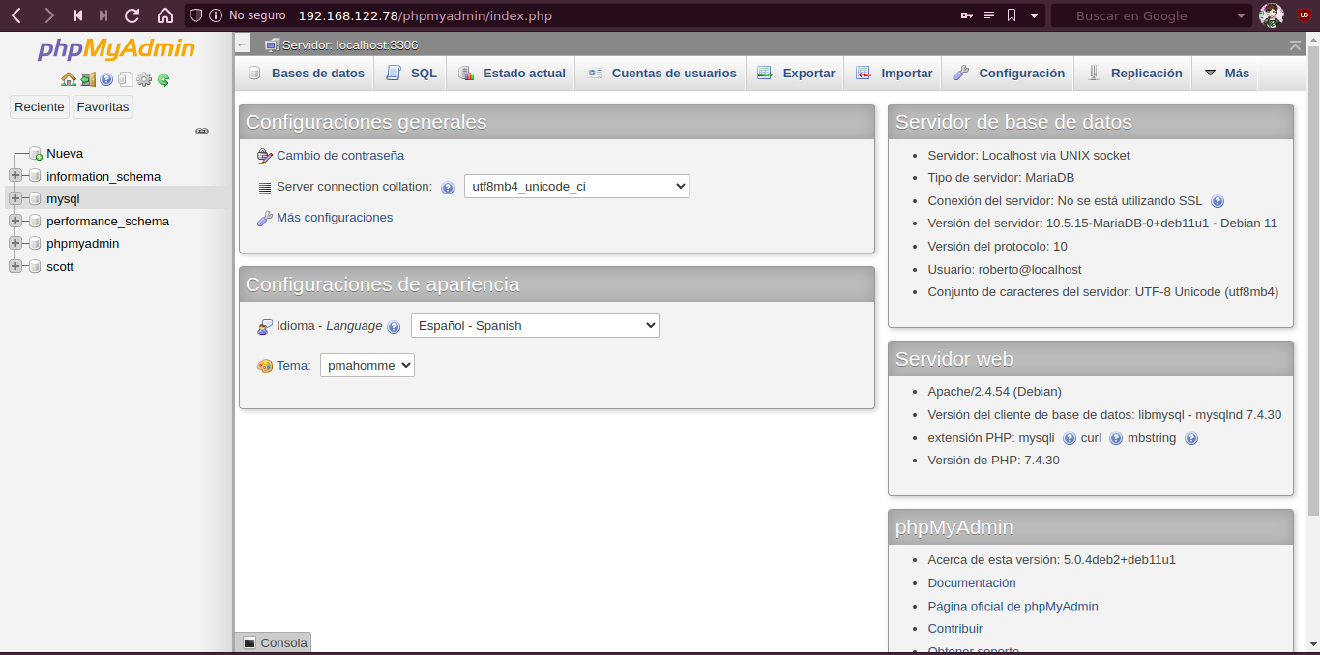 No seguro 192.168.122.78/phpmyadmin/index.php
Buscar en Google
phpMyAdmin
Reciente Favoritas
Nueva
information_schema
mysql
performance_schema
phpmyadmin
scott
Servidor: localhost:3306
Bases de datos SQL Estado actual Cuentas de usuarios Exportar Importar Configuración Replicación Más
Configuraciones generales
Cambio de contraseña
Server connection collation: utf8mb4_unicode_ci
Más configuraciones
Configuraciones de apariencia
Idioma - Language Español - Spanish
Tema: pmahomme
Servidor de base de datos
Servidor: Localhost via UNIX socket
Tipo de servidor: MariaDB
Conexión del servidor: No se está utilizando SSL
Versión del servidor: 10.5.15-MariaDB-0+deb11u1 - Debian 11
Versión del protocolo: 10
Usuario: roberto@localhost
Conjunto de caracteres del servidor: UTF-8 Unicode (utf8mb4)
Servidor web
Apache/2.4.54 (Debian)
Versión del cliente de base de datos: libmysql - mysqlnd 7.4.30
extensión PHP: mysqli curl mbstring
Versión de PHP: 7.4.30
phpMyAdmin
Acerca de esta versión: 5.0.4deb2+deb11u1
Documentación
Página oficial de phpMyAdmin
Contribuir
Obtener soporte
Consola